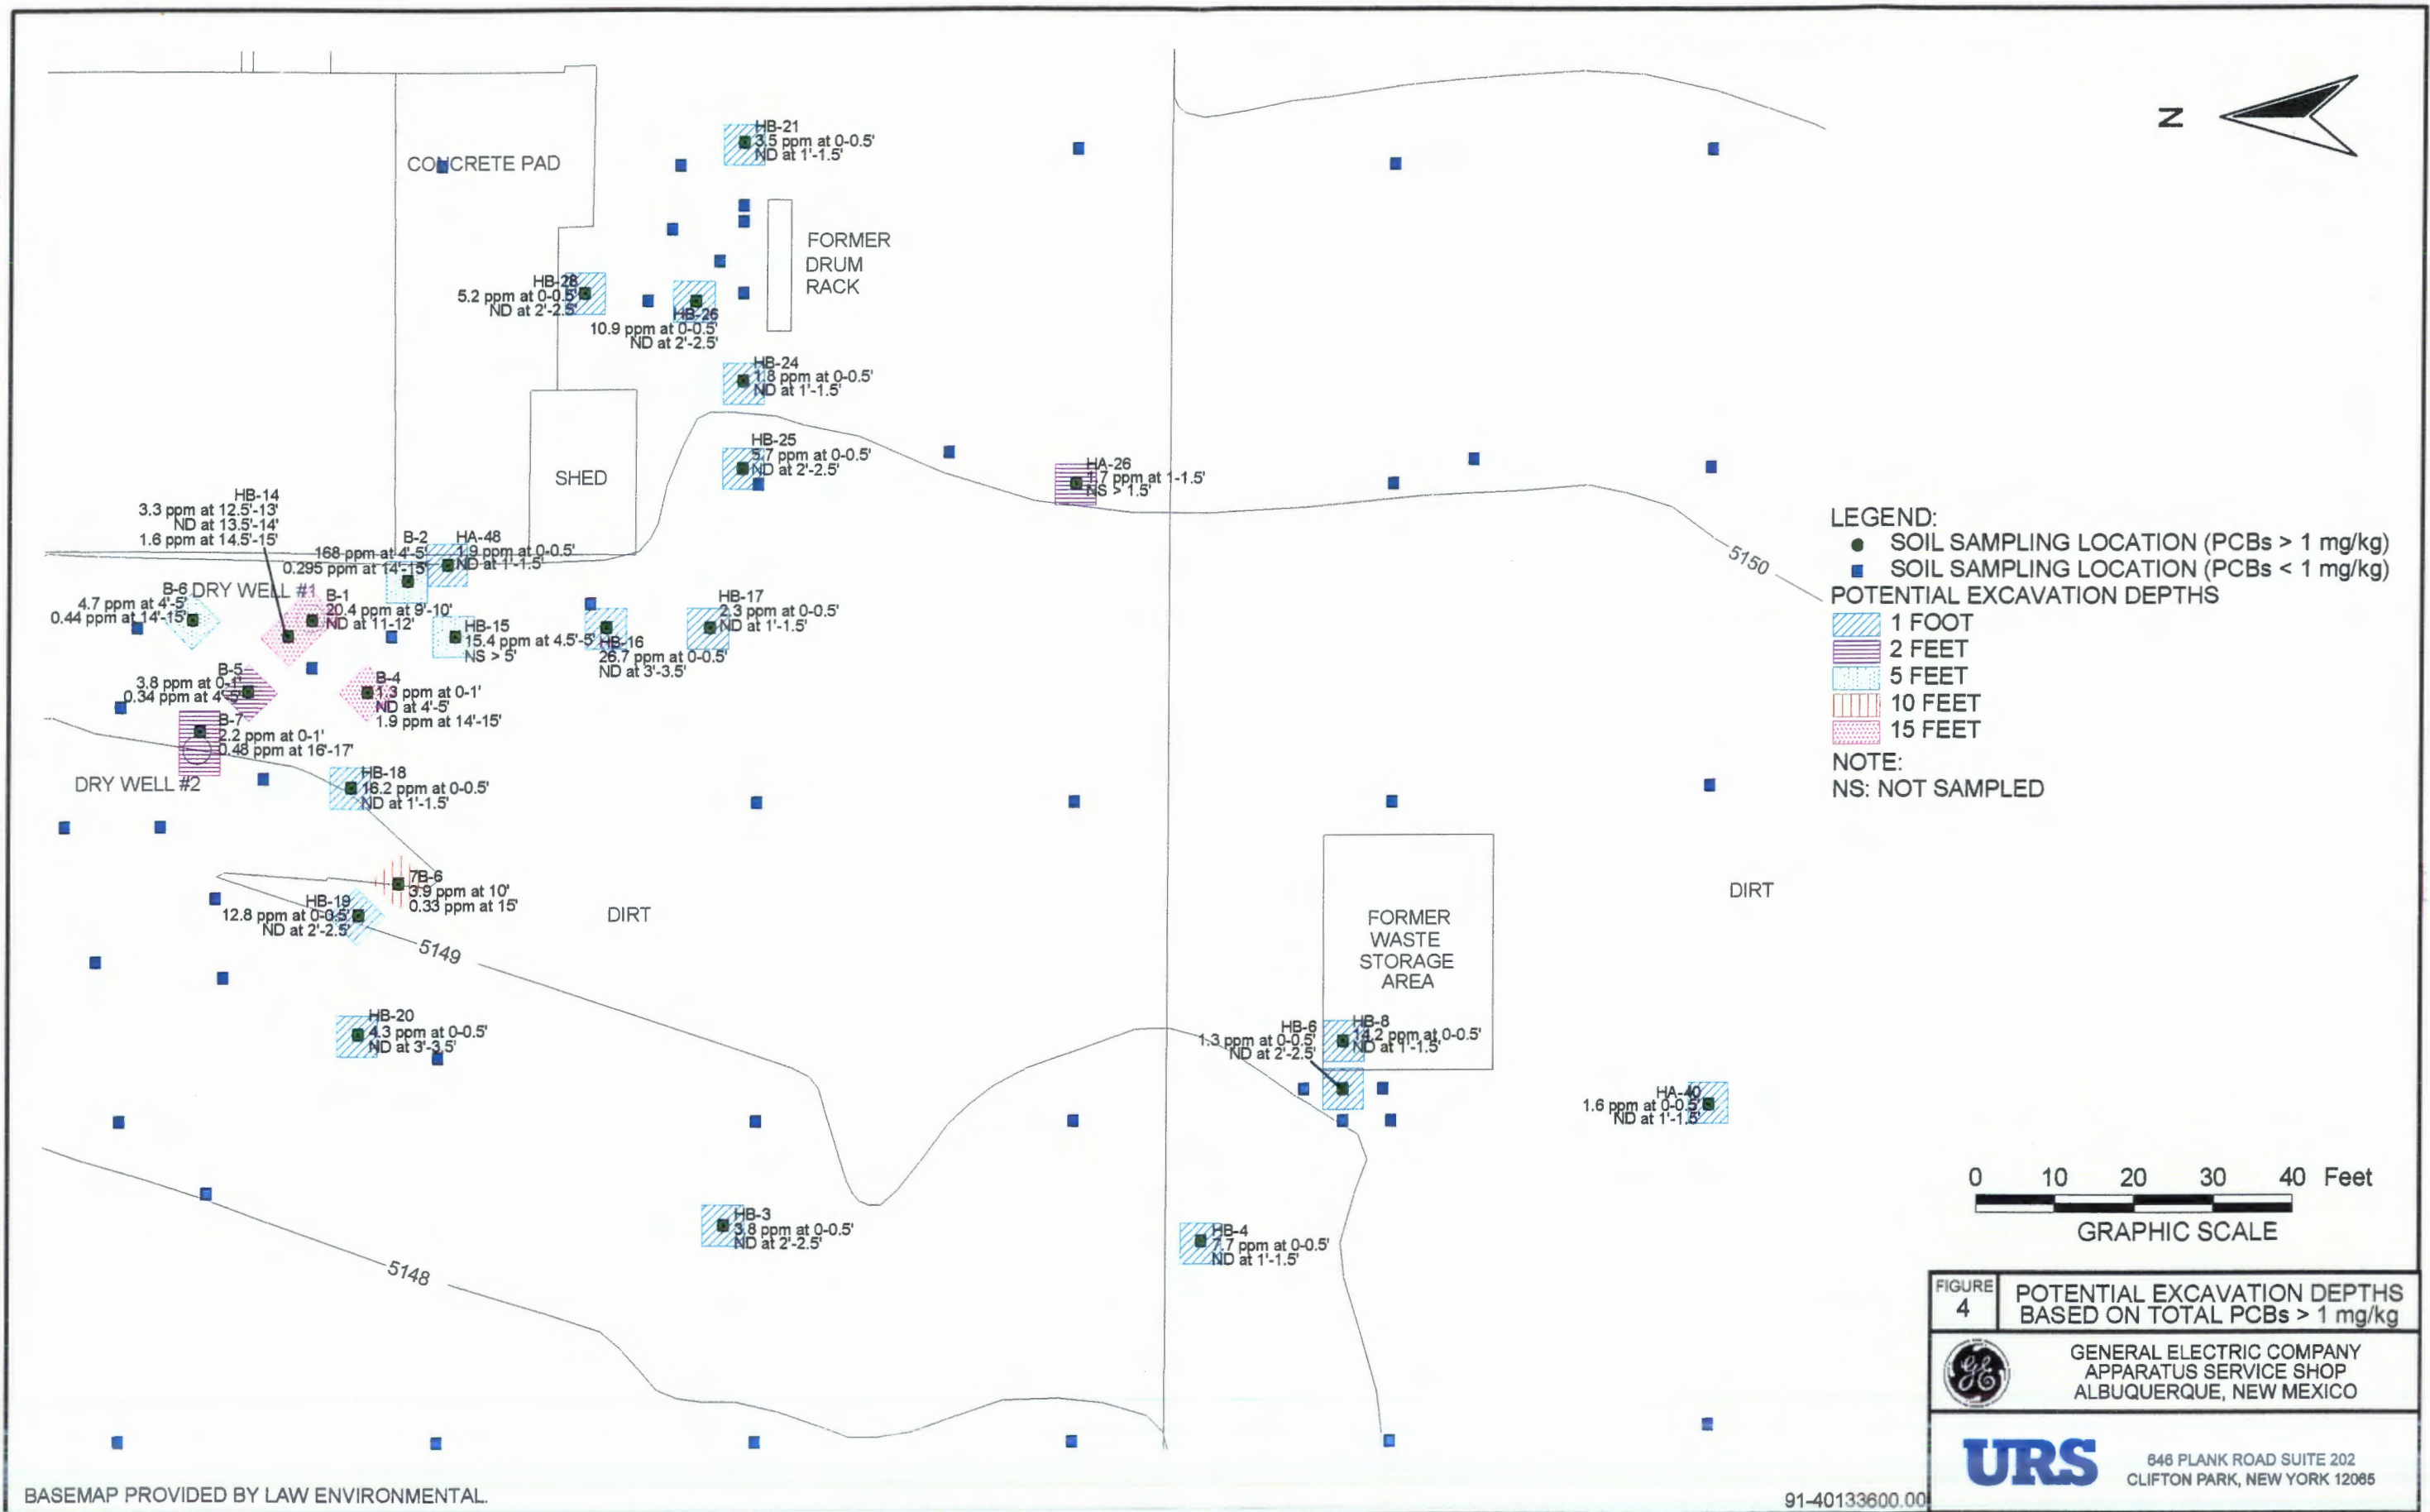 CONCRETE PAD
HB-21
3.5 ppm at 0-0.5'
ND at 1'-1.5'
N
FORMER
DRUM
RACK
HB-28
5.2 ppm at 0-0.5'
ND at 2'-2.5'
HB-26
10.9 ppm at 0-0.5'
ND at 2'-2.5'
HB-24
1.8 ppm at 0-0.5'
ND at 1'-1.5'
HB-25
5.7 ppm at 0-0.5'
ND at 2'-2.5'
SHED
HA-26
1.7 ppm at 1-1.5'
NS > 1.5'
HB-14
3.3 ppm at 12.5'-13'
ND at 13.5'-14'
1.6 ppm at 14.5'-15'
B-2
168 ppm at 4'-5'
0.295 ppm at 14'-15'
HA-48
1.9 ppm at 0-0.5'
ND at 1'-1.5'
5150
DRY WELL #1
B-6
4.7 ppm at 4'-5'
0.44 ppm at 14'-15'
B-1
20.4 ppm at 9'-10'
ND at 11-12'
HB-15
15.4 ppm at 4.5'-5'
NS > 5'
HB-16
26.7 ppm at 0-0.5'
ND at 3'-3.5'
HB-17
2.3 ppm at 0-0.5'
ND at 1'-1.5'
B-5
3.8 ppm at 0-1'
0.34 ppm at 4'-5'
B-4
1.3 ppm at 0-1'
ND at 4'-5'
1.9 ppm at 14'-15'
B-7
2.2 ppm at 0-1'
0.48 ppm at 16'-17'
DRY WELL #2
HB-18
16.2 ppm at 0-0.5'
ND at 1'-1.5'
7B-6
3.9 ppm at 10'
0.33 ppm at 15'
HB-19
12.8 ppm at 0-0.5'
ND at 2'-2.5'
5149
DIRT
FORMER
WASTE
STORAGE
AREA
DIRT
HB-20
4.3 ppm at 0-0.5'
ND at 3'-3.5'
HB-6
1.3 ppm at 0-0.5'
ND at 2'-2.5'
HB-8
14.2 ppm at 0-0.5'
ND at 1'-1.5'
HA-40
1.6 ppm at 0-0.5'
ND at 1'-1.5'
HB-3
3.8 ppm at 0-0.5'
ND at 2'-2.5'
HB-4
7.7 ppm at 0-0.5'
ND at 1'-1.5'
5148
LEGEND:
SOIL SAMPLING LOCATION (PCBs > 1 mg/kg)
SOIL SAMPLING LOCATION (PCBs < 1 mg/kg)
POTENTIAL EXCAVATION DEPTHS
1 FOOT
2 FEET
5 FEET
10 FEET
15 FEET
NOTE:
NS: NOT SAMPLED
0 10 20 30 40 Feet
GRAPHIC SCALE
FIGURE
4
POTENTIAL EXCAVATION DEPTHS
BASED ON TOTAL PCBs > 1 mg/kg
GE
GENERAL ELECTRIC COMPANY
APPARATUS SERVICE SHOP
ALBUQUERQUE, NEW MEXICO
URS
646 PLANK ROAD SUITE 202
CLIFTON PARK, NEW YORK 12065
BASEMAP PROVIDED BY LAW ENVIRONMENTAL.
91-40133600.00